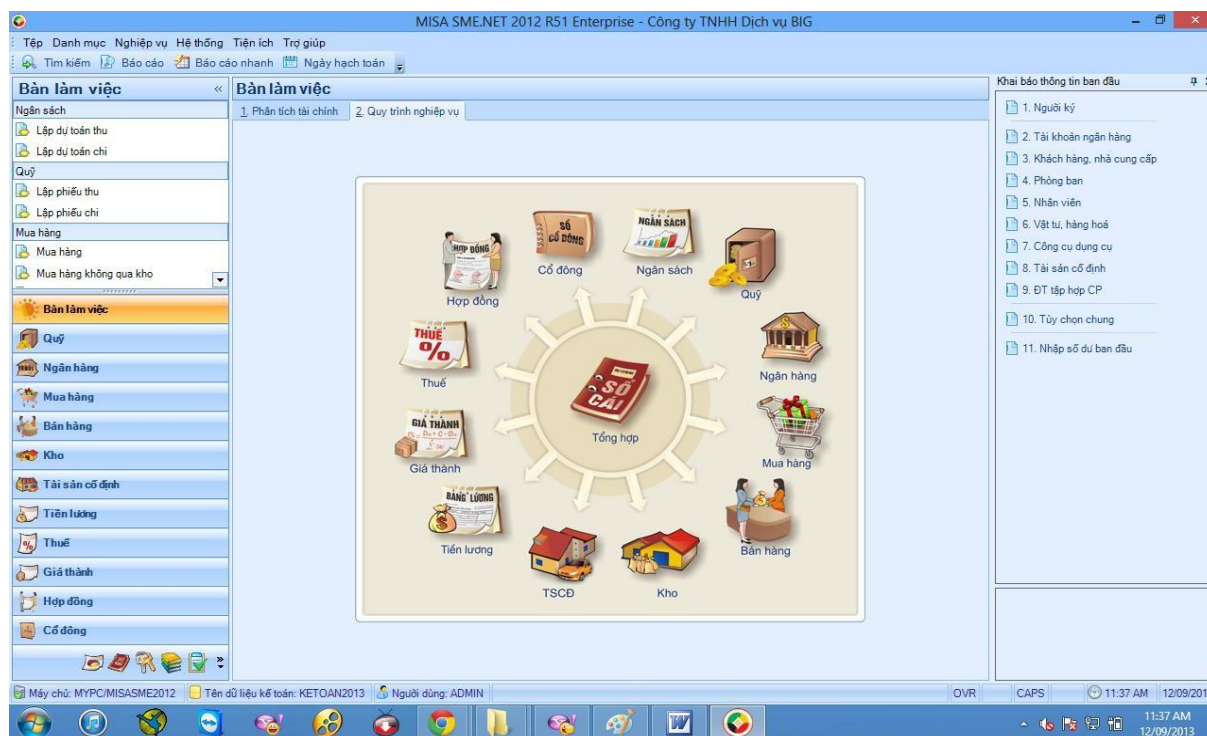 MISA SME.NET 2012 R51 Enterprise - Công ty TNHH Dịch vụ BIG
Tệp Danh mục Nghiệp vụ Hệ thống Tiện ích Trợ giúp
Tìm kiếm Báo cáo Báo cáo nhanh Ngày hạch toán
Bàn làm việc
Ngân sách
Lập dự toán thu
Lập dự toán chi
Quỹ
Lập phiếu thu
Lập phiếu chi
Mua hàng
Mua hàng
Mua hàng không qua kho
Bàn làm việc
Quỹ
Ngân hàng
Mua hàng
Bán hàng
Kho
Tài sản cố định
Tiền lương
Thuế
Giá thành
Hợp đồng
Cổ đông
Bàn làm việc
1. Phân tích tài chính 2. Quy trình nghiệp vụ
HỢP ĐỒNG
Hợp đồng
SỔ
CỔ ĐÔNG
Cổ đông
NGÂN SÁCH
Ngân sách
Quỹ
THUẾ
%
Thuế
Ngân hàng
SỔ
CÁI
Tổng hợp
GIÁ THÀNH
Giá thành
Mua hàng
BẢNG LƯƠNG
Tiền lương
Bán hàng
TSCĐ
Kho
Khai báo thông tin ban đầu
1. Người ký
2. Tài khoản ngân hàng
3. Khách hàng, nhà cung cấp
4. Phòng ban
5. Nhân viên
6. Vật tư, hàng hoá
7. Công cụ dụng cụ
8. Tài sản cố định
9. ĐT tập hợp CP
10. Tùy chọn chung
11. Nhập số dư ban đầu
Máy chủ: MYPC/MISASME2012 Tên dữ liệu kế toán: KETOAN2013 Người dùng: ADMIN OVR CAPS 11:37 AM 12/09/201
11:37 AM
12/09/2013